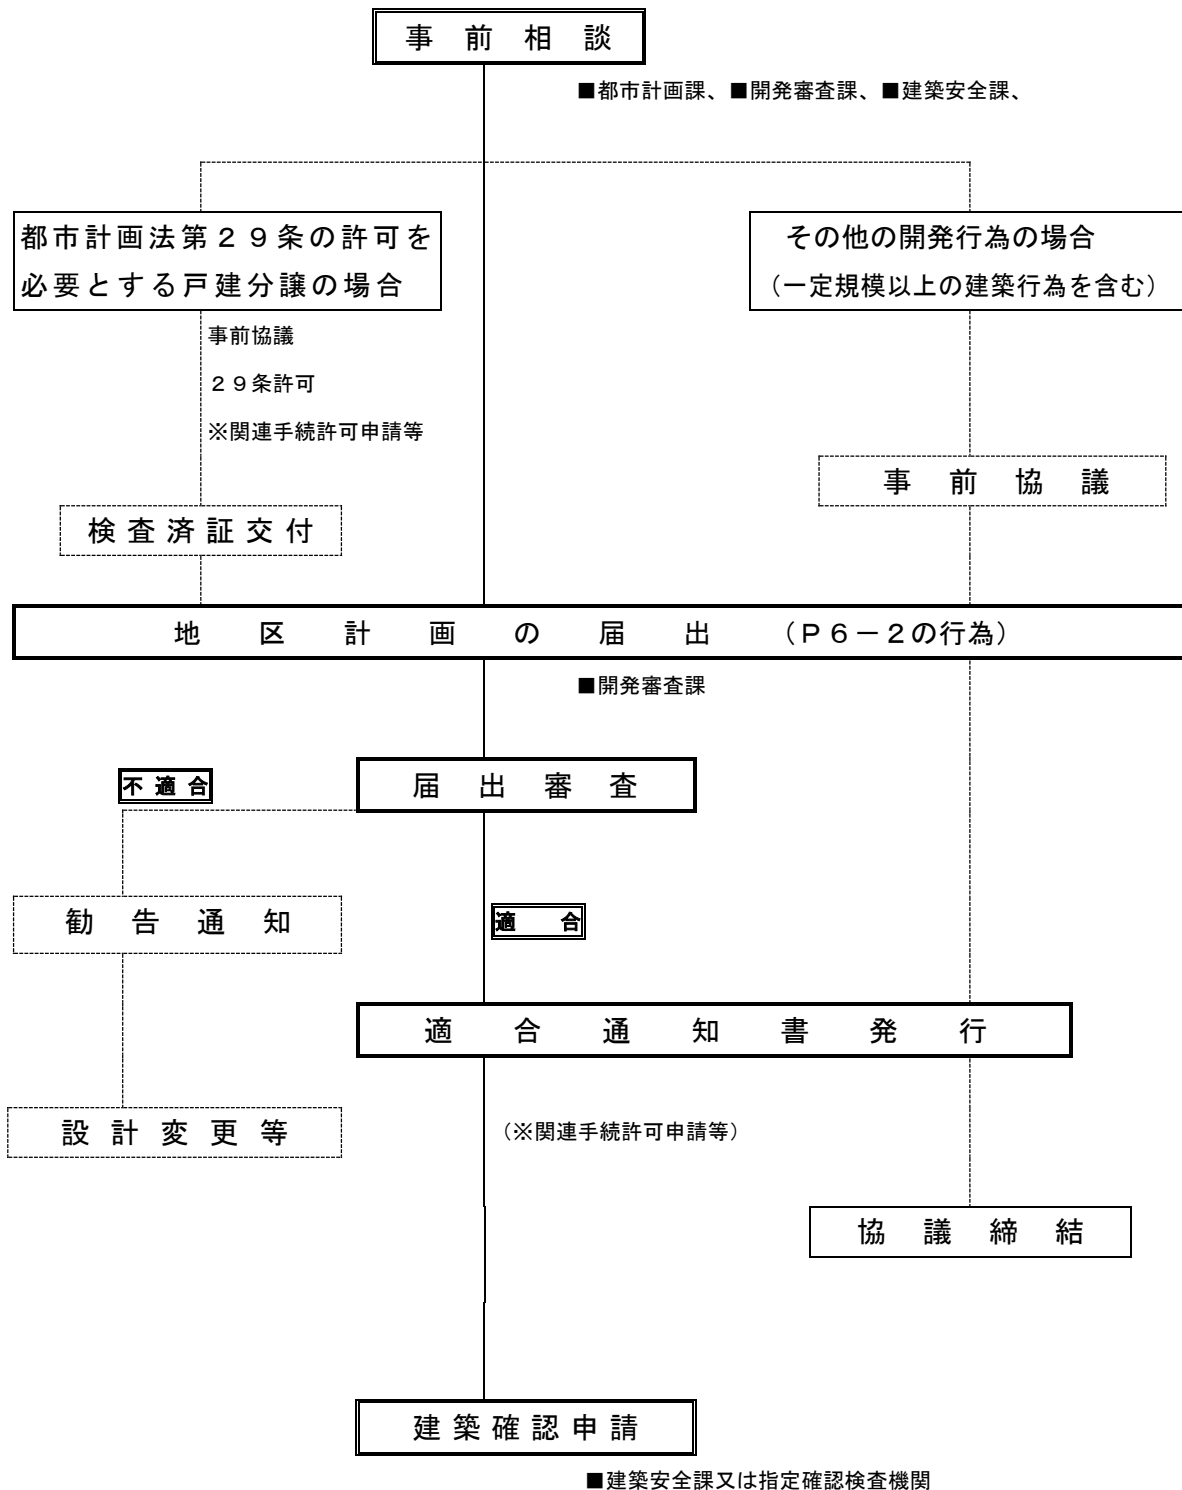 事前相談
■都市計画課、■開発審査課、■建築安全課、
都市計画法第２９条の許可を
必要とする戸建分譲の場合
その他の開発行為の場合
（一定規模以上の建築行為を含む）
事前協議
２９条許可
※関連手続許可申請等
事前協議
検査済証交付
地区計画の届出（Ｐ６－２の行為）
■開発審査課
不適合
届出審査
勧告通知
適合
適合通知書発行
設計変更等
（※関連手続許可申請等）
協議締結
建築確認申請
■建築安全課又は指定確認検査機関